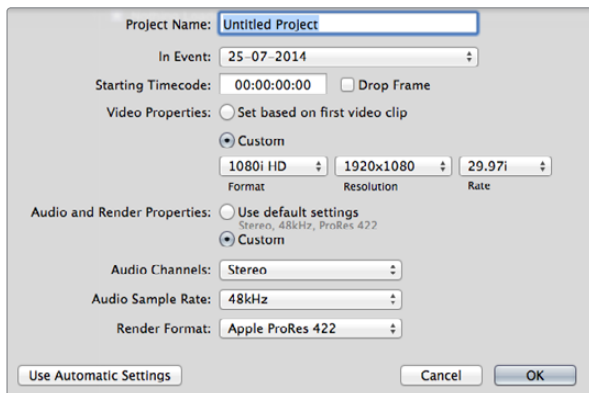 Project Name: Untitled Project
In Event: 25-07-2014
Starting Timecode: 00:00:00:00 Drop Frame
Video Properties: Set based on first video clip
Custom
1080i HD 1920x1080 29.97i
Format Resolution Rate
Audio and Render Properties: Use default settings
Stereo, 48kHz, ProRes 422
Custom
Audio Channels: Stereo
Audio Sample Rate: 48kHz
Render Format: Apple ProRes 422
Use Automatic Settings Cancel OK